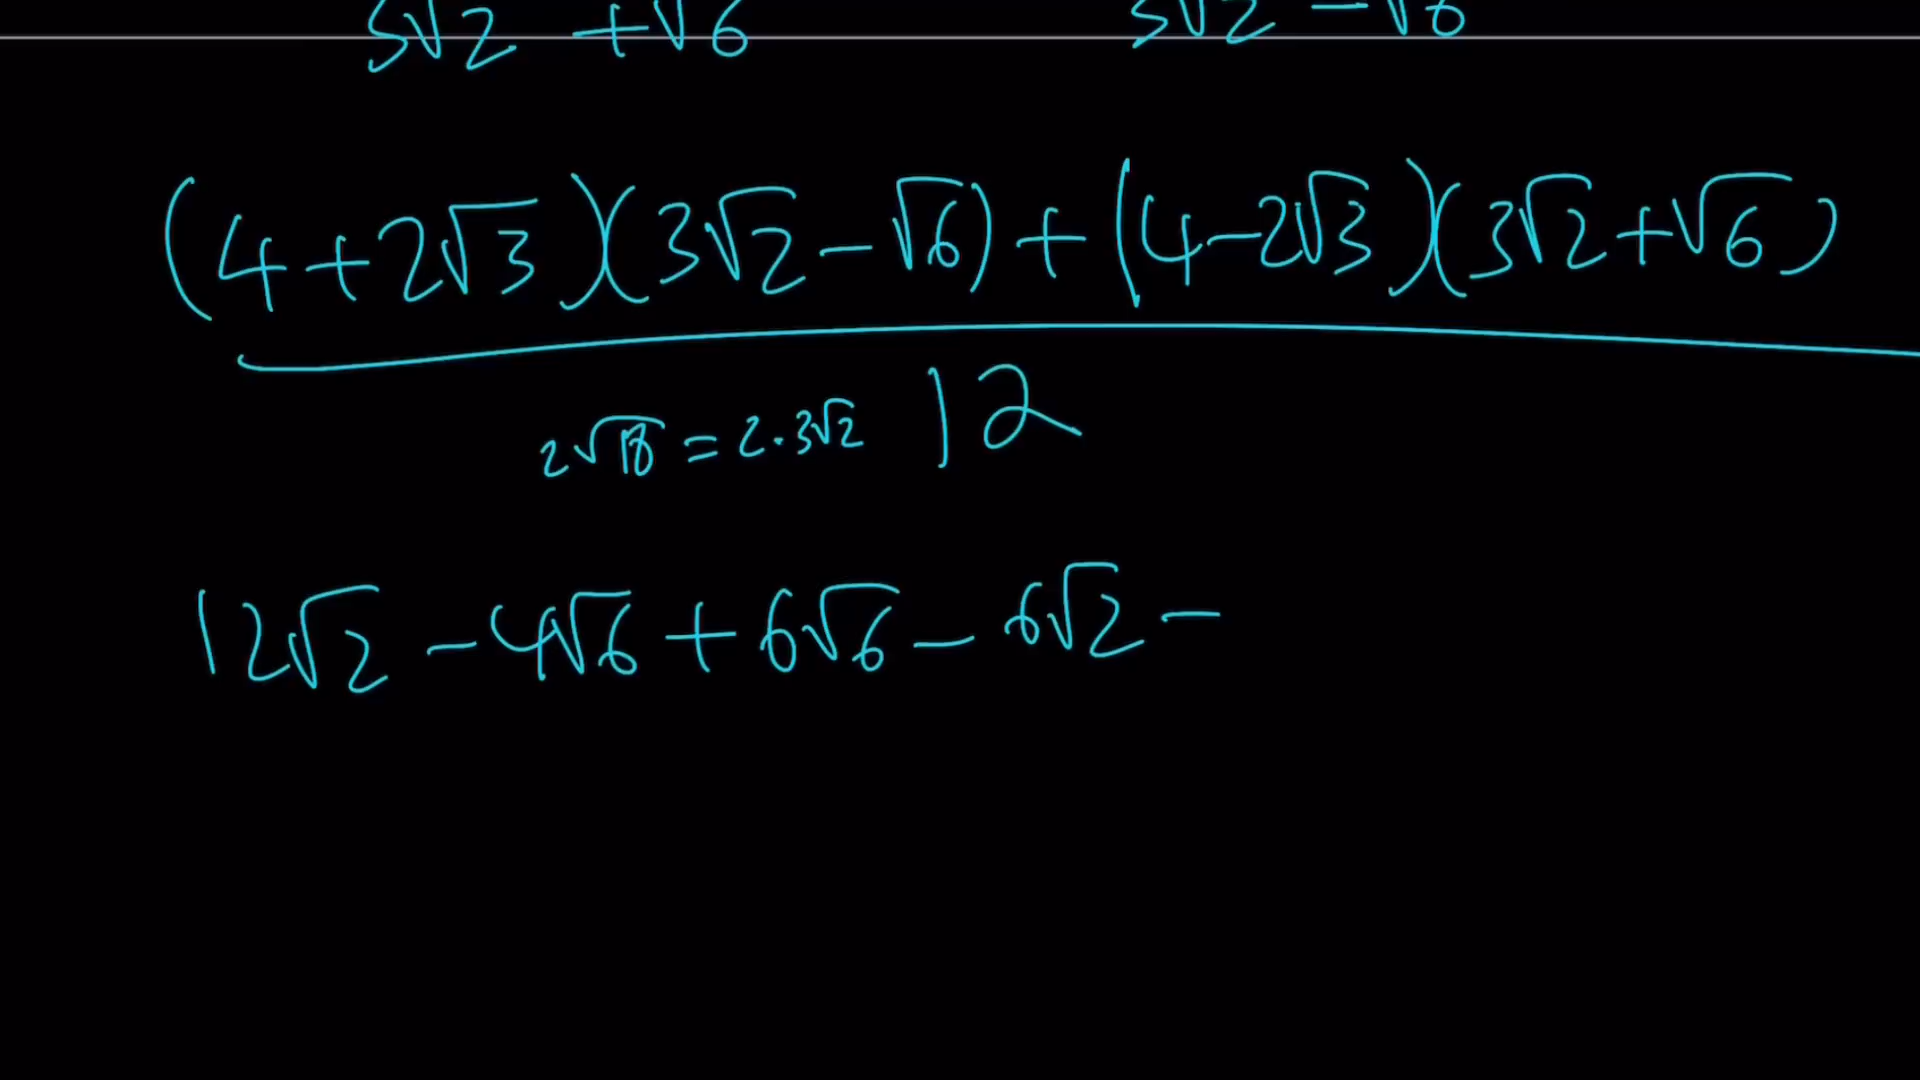 3√2 + √6 3√2 - √6
(4+2√3)(3√2-√6)+(4-2√3)(3√2+√6)
2√18 = 2.3√2 12
12√2 - 4√6 + 6√6 - 6√2 -